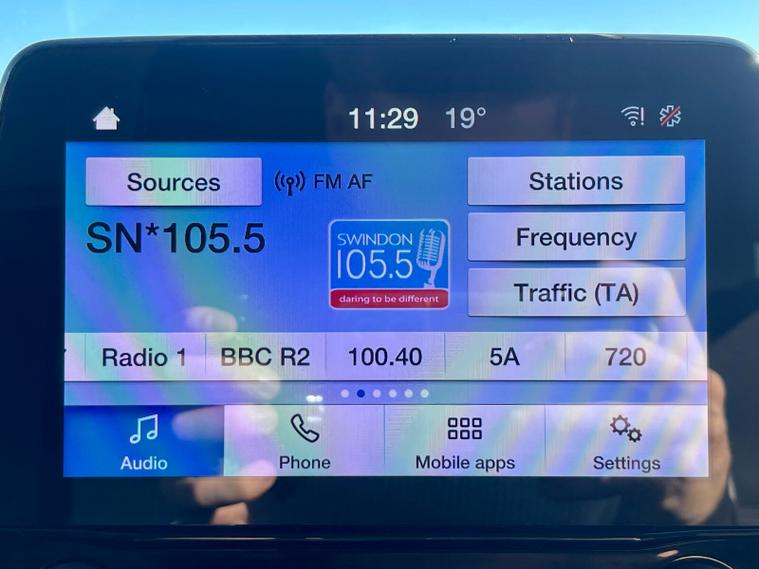 11:29 19°
Sources FM AF Stations
SN*105.5
SWINDON
105.5
daring to be different
Frequency
Traffic (TA)
Radio 1 BBC R2 100.40 5A 720
Audio Phone Mobile apps Settings